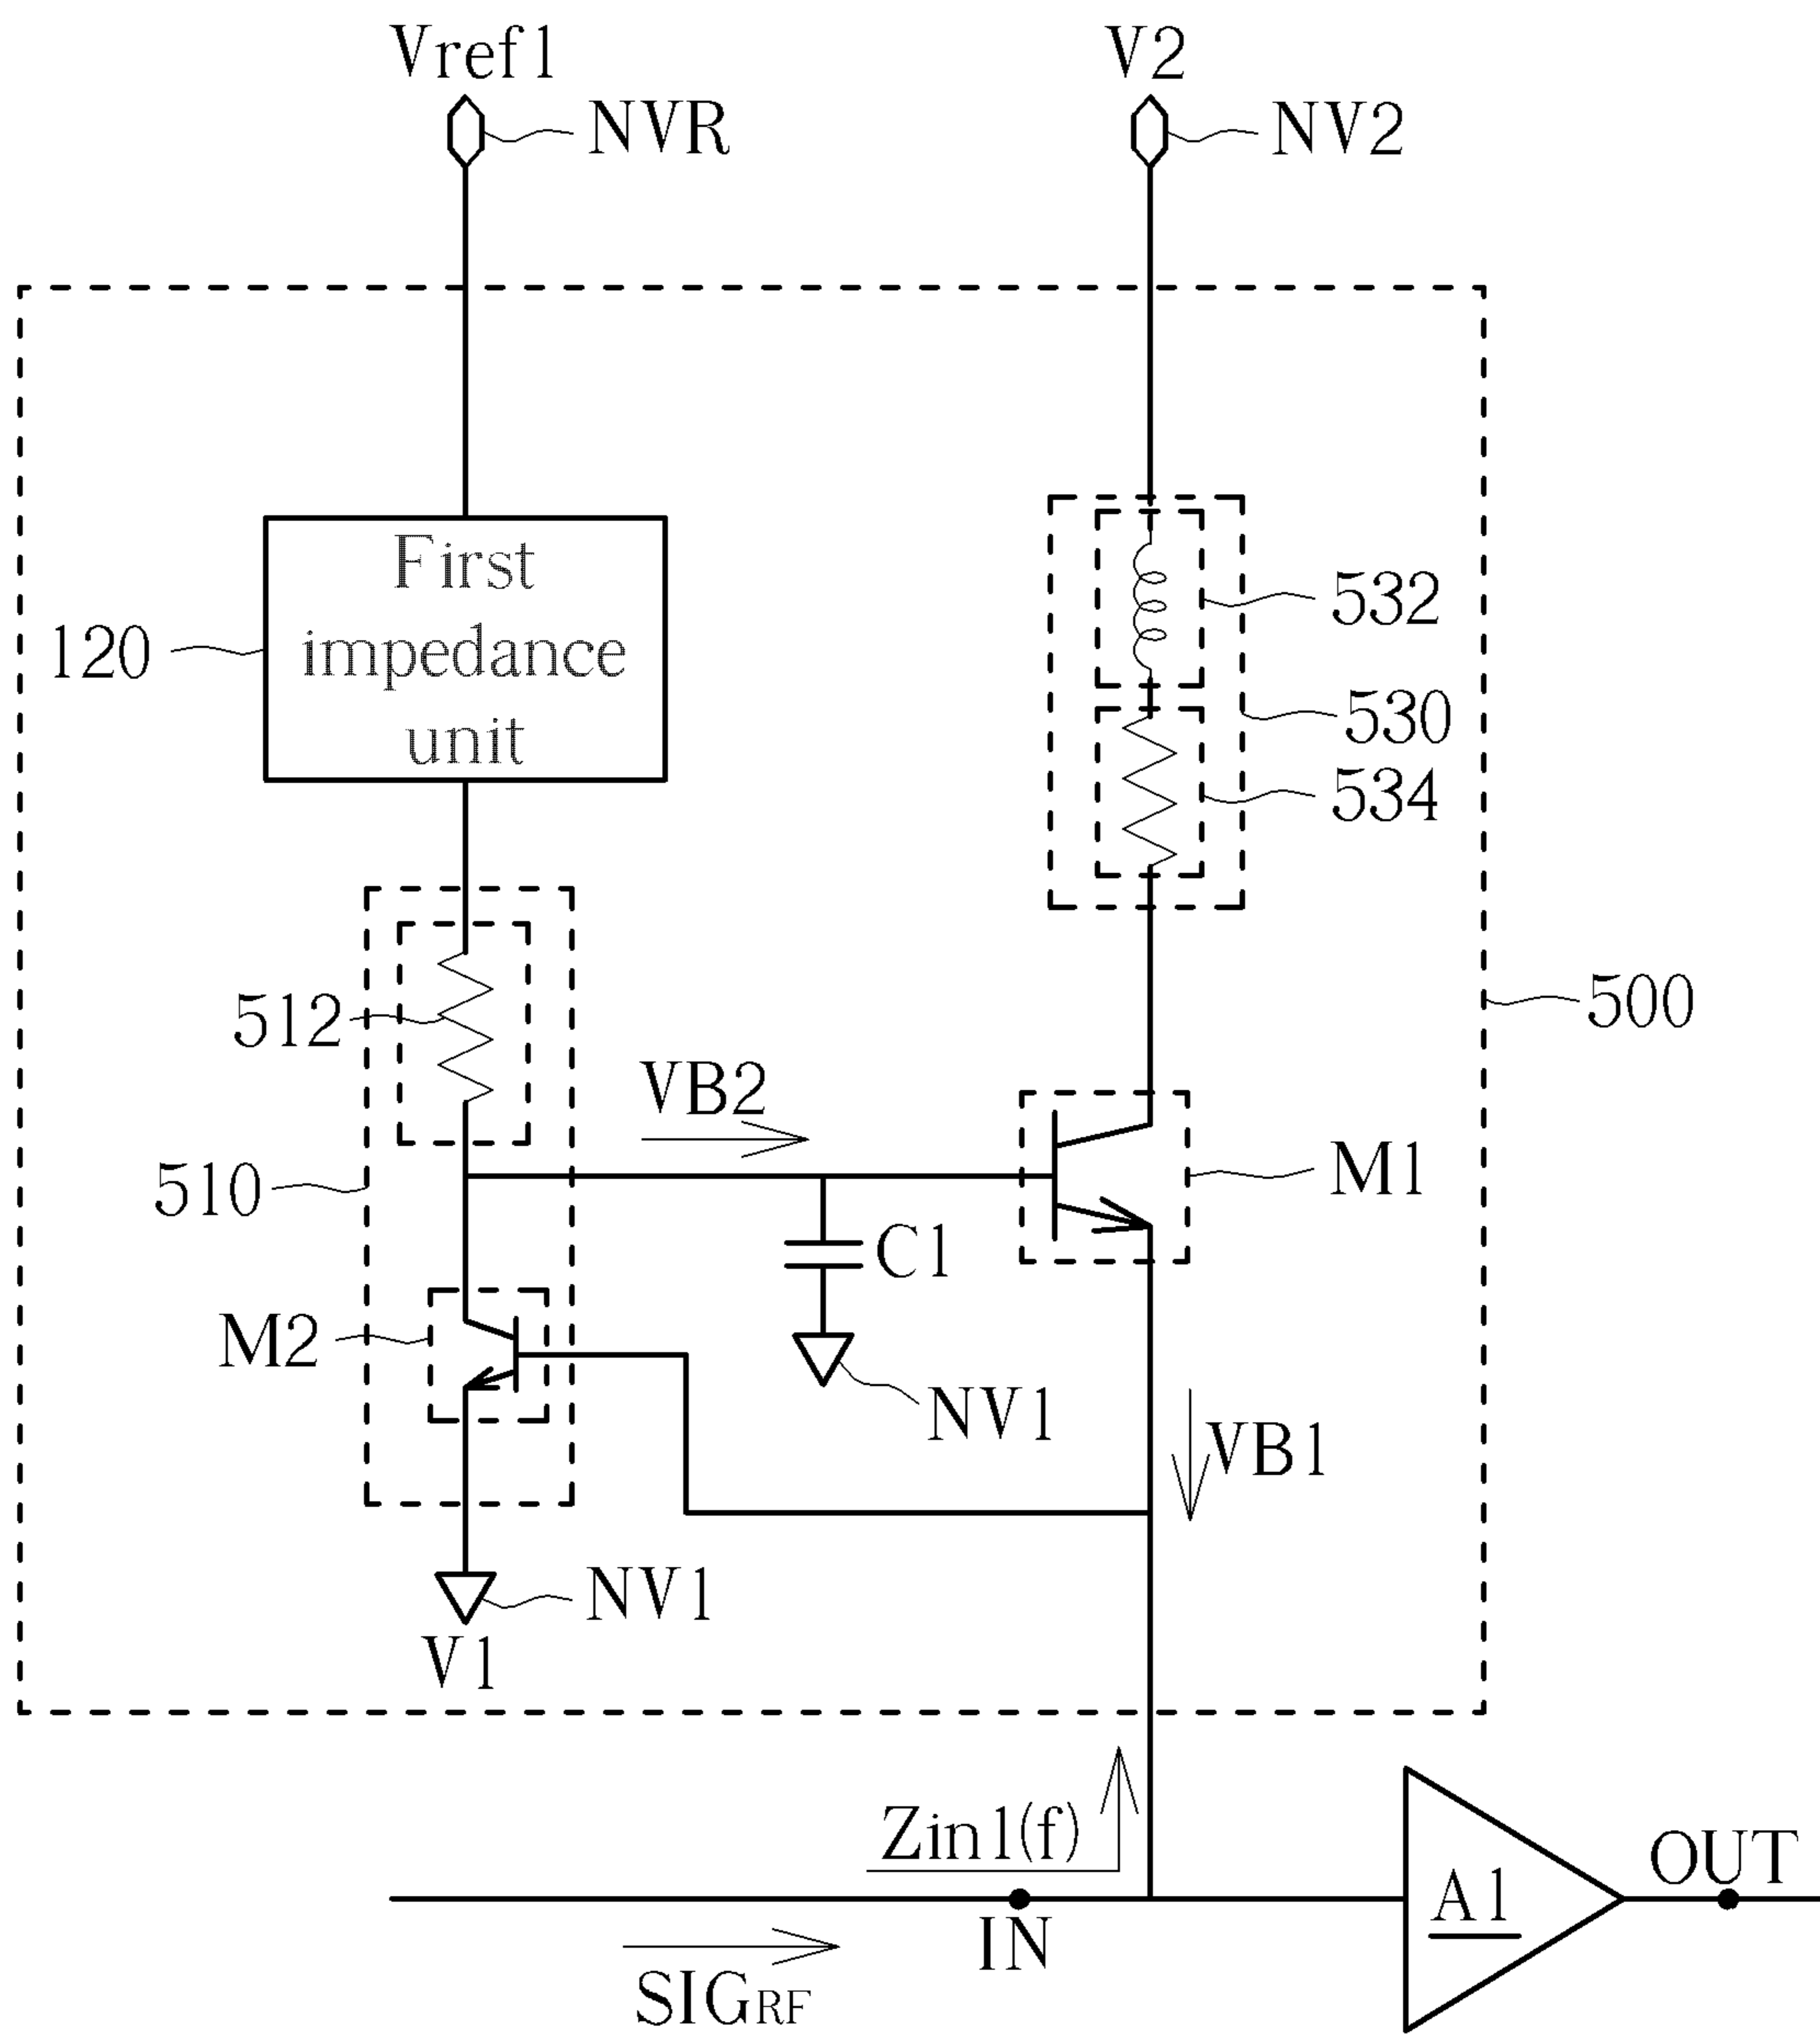 Vref1
V2
NVR
NV2
First
impedance
unit
120
532
530
534
512
500
VB2
M1
510
C1
M2
NV1
VB1
NV1
V1
Zin1(f)
OUT
A1
IN
SIGRF